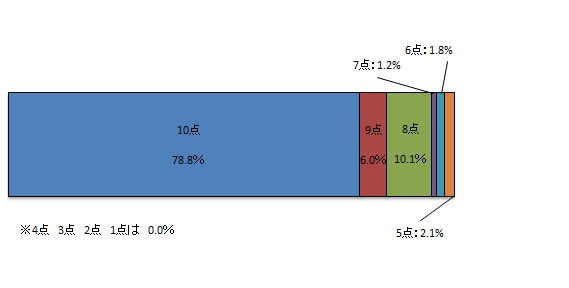 6点：1.8%
7点：1.2%
10点
78.8%
9点
6.0%
8点
10.1%
5点：2.1%
※4点　3点　2点　1点は　0.0%